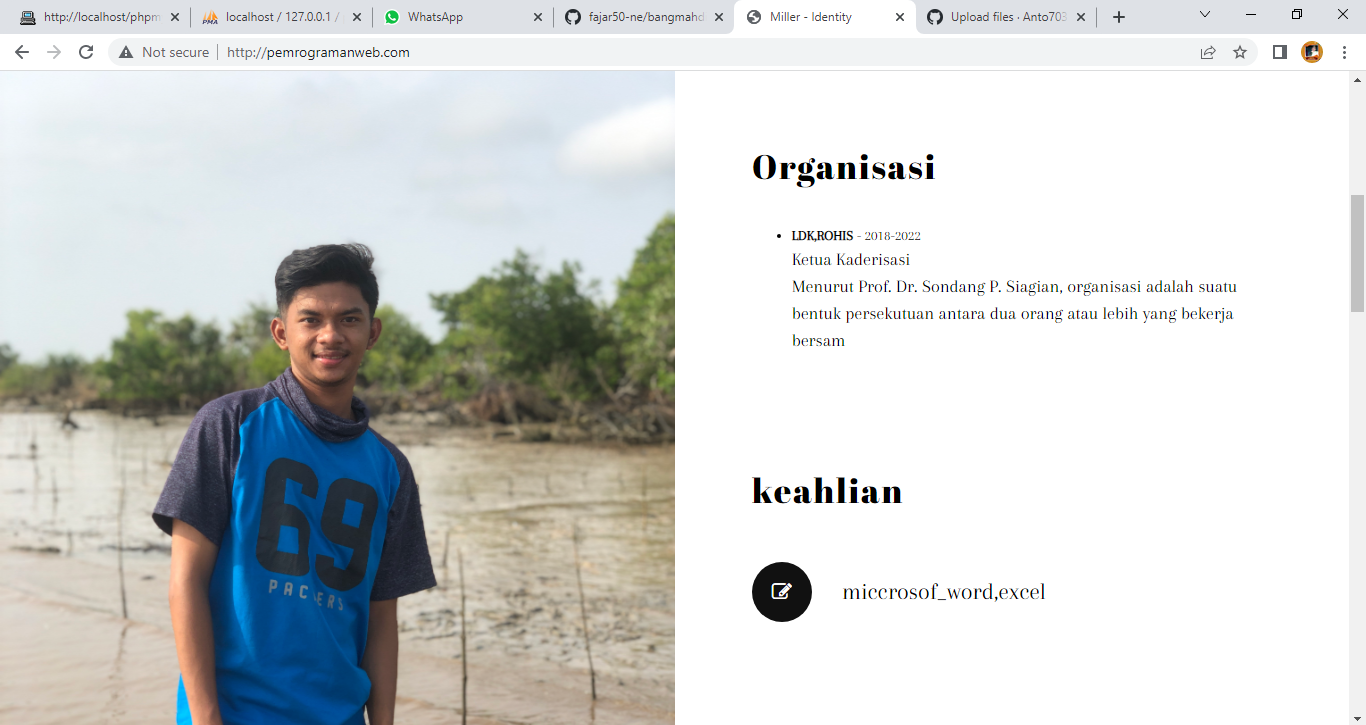 http://localhost/phpm
localhost / 127.0.0.1 /
WhatsApp
fajar50-ne/bangmahd
Miller - Identity
Upload files · Anto703
Not secure
http://pemrogramanweb.com
Organisasi
LDK,ROHIS - 2018-2022
Ketua Kaderisasi
Menurut Prof. Dr. Sondang P. Siagian, organisasi adalah suatu
bentuk persekutuan antara dua orang atau lebih yang bekerja
bersam
69
PACKERS
keahlian
miccrosof_word,excel